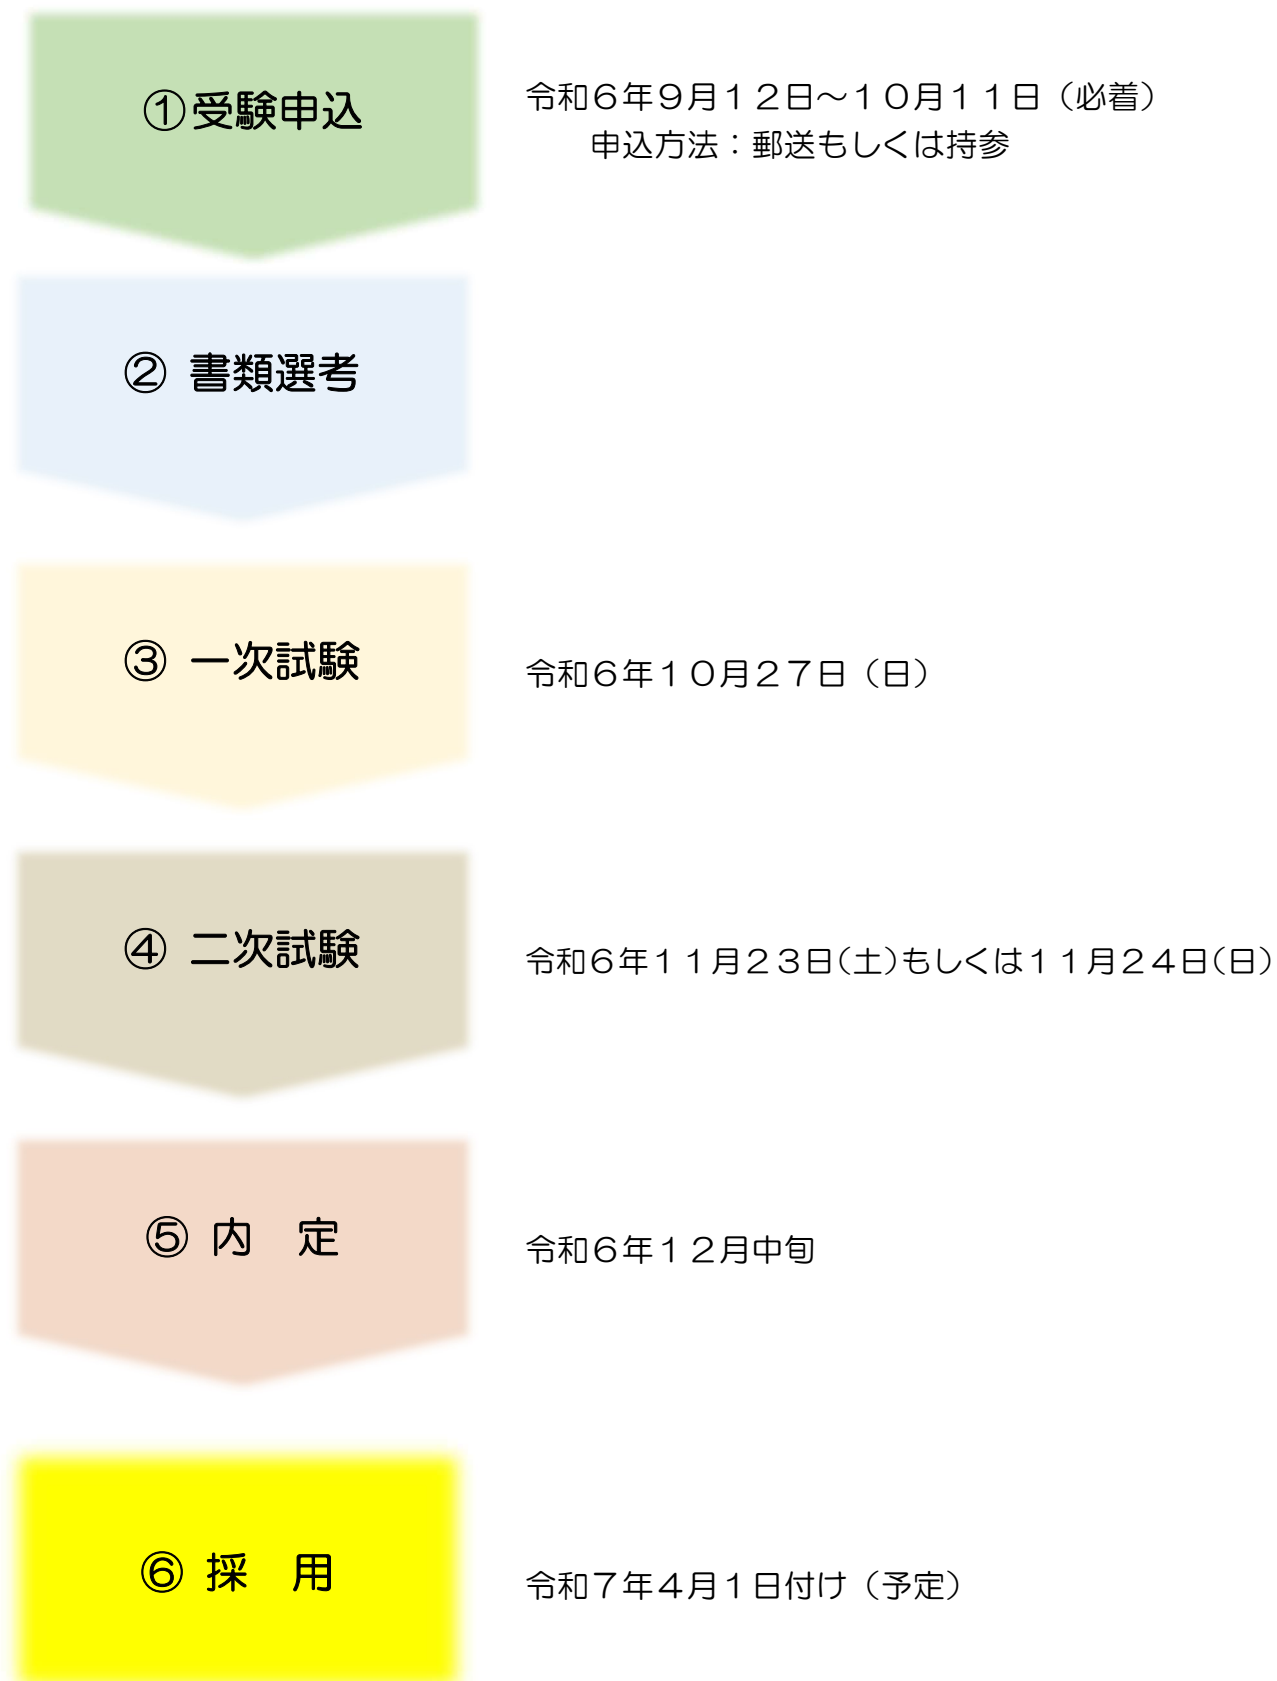 ①受験申込
令和６年９月１２日～１０月１１日（必着）
申込方法：郵送もしくは持参
② 書類選考
③ 一次試験
令和６年１０月２７日（日）
④ 二次試験
令和６年１１月２３日(土)もしくは１１月２４日(日)
⑤ 内　定
令和６年１２月中旬
⑥ 採　用
令和７年４月１日付け（予定）